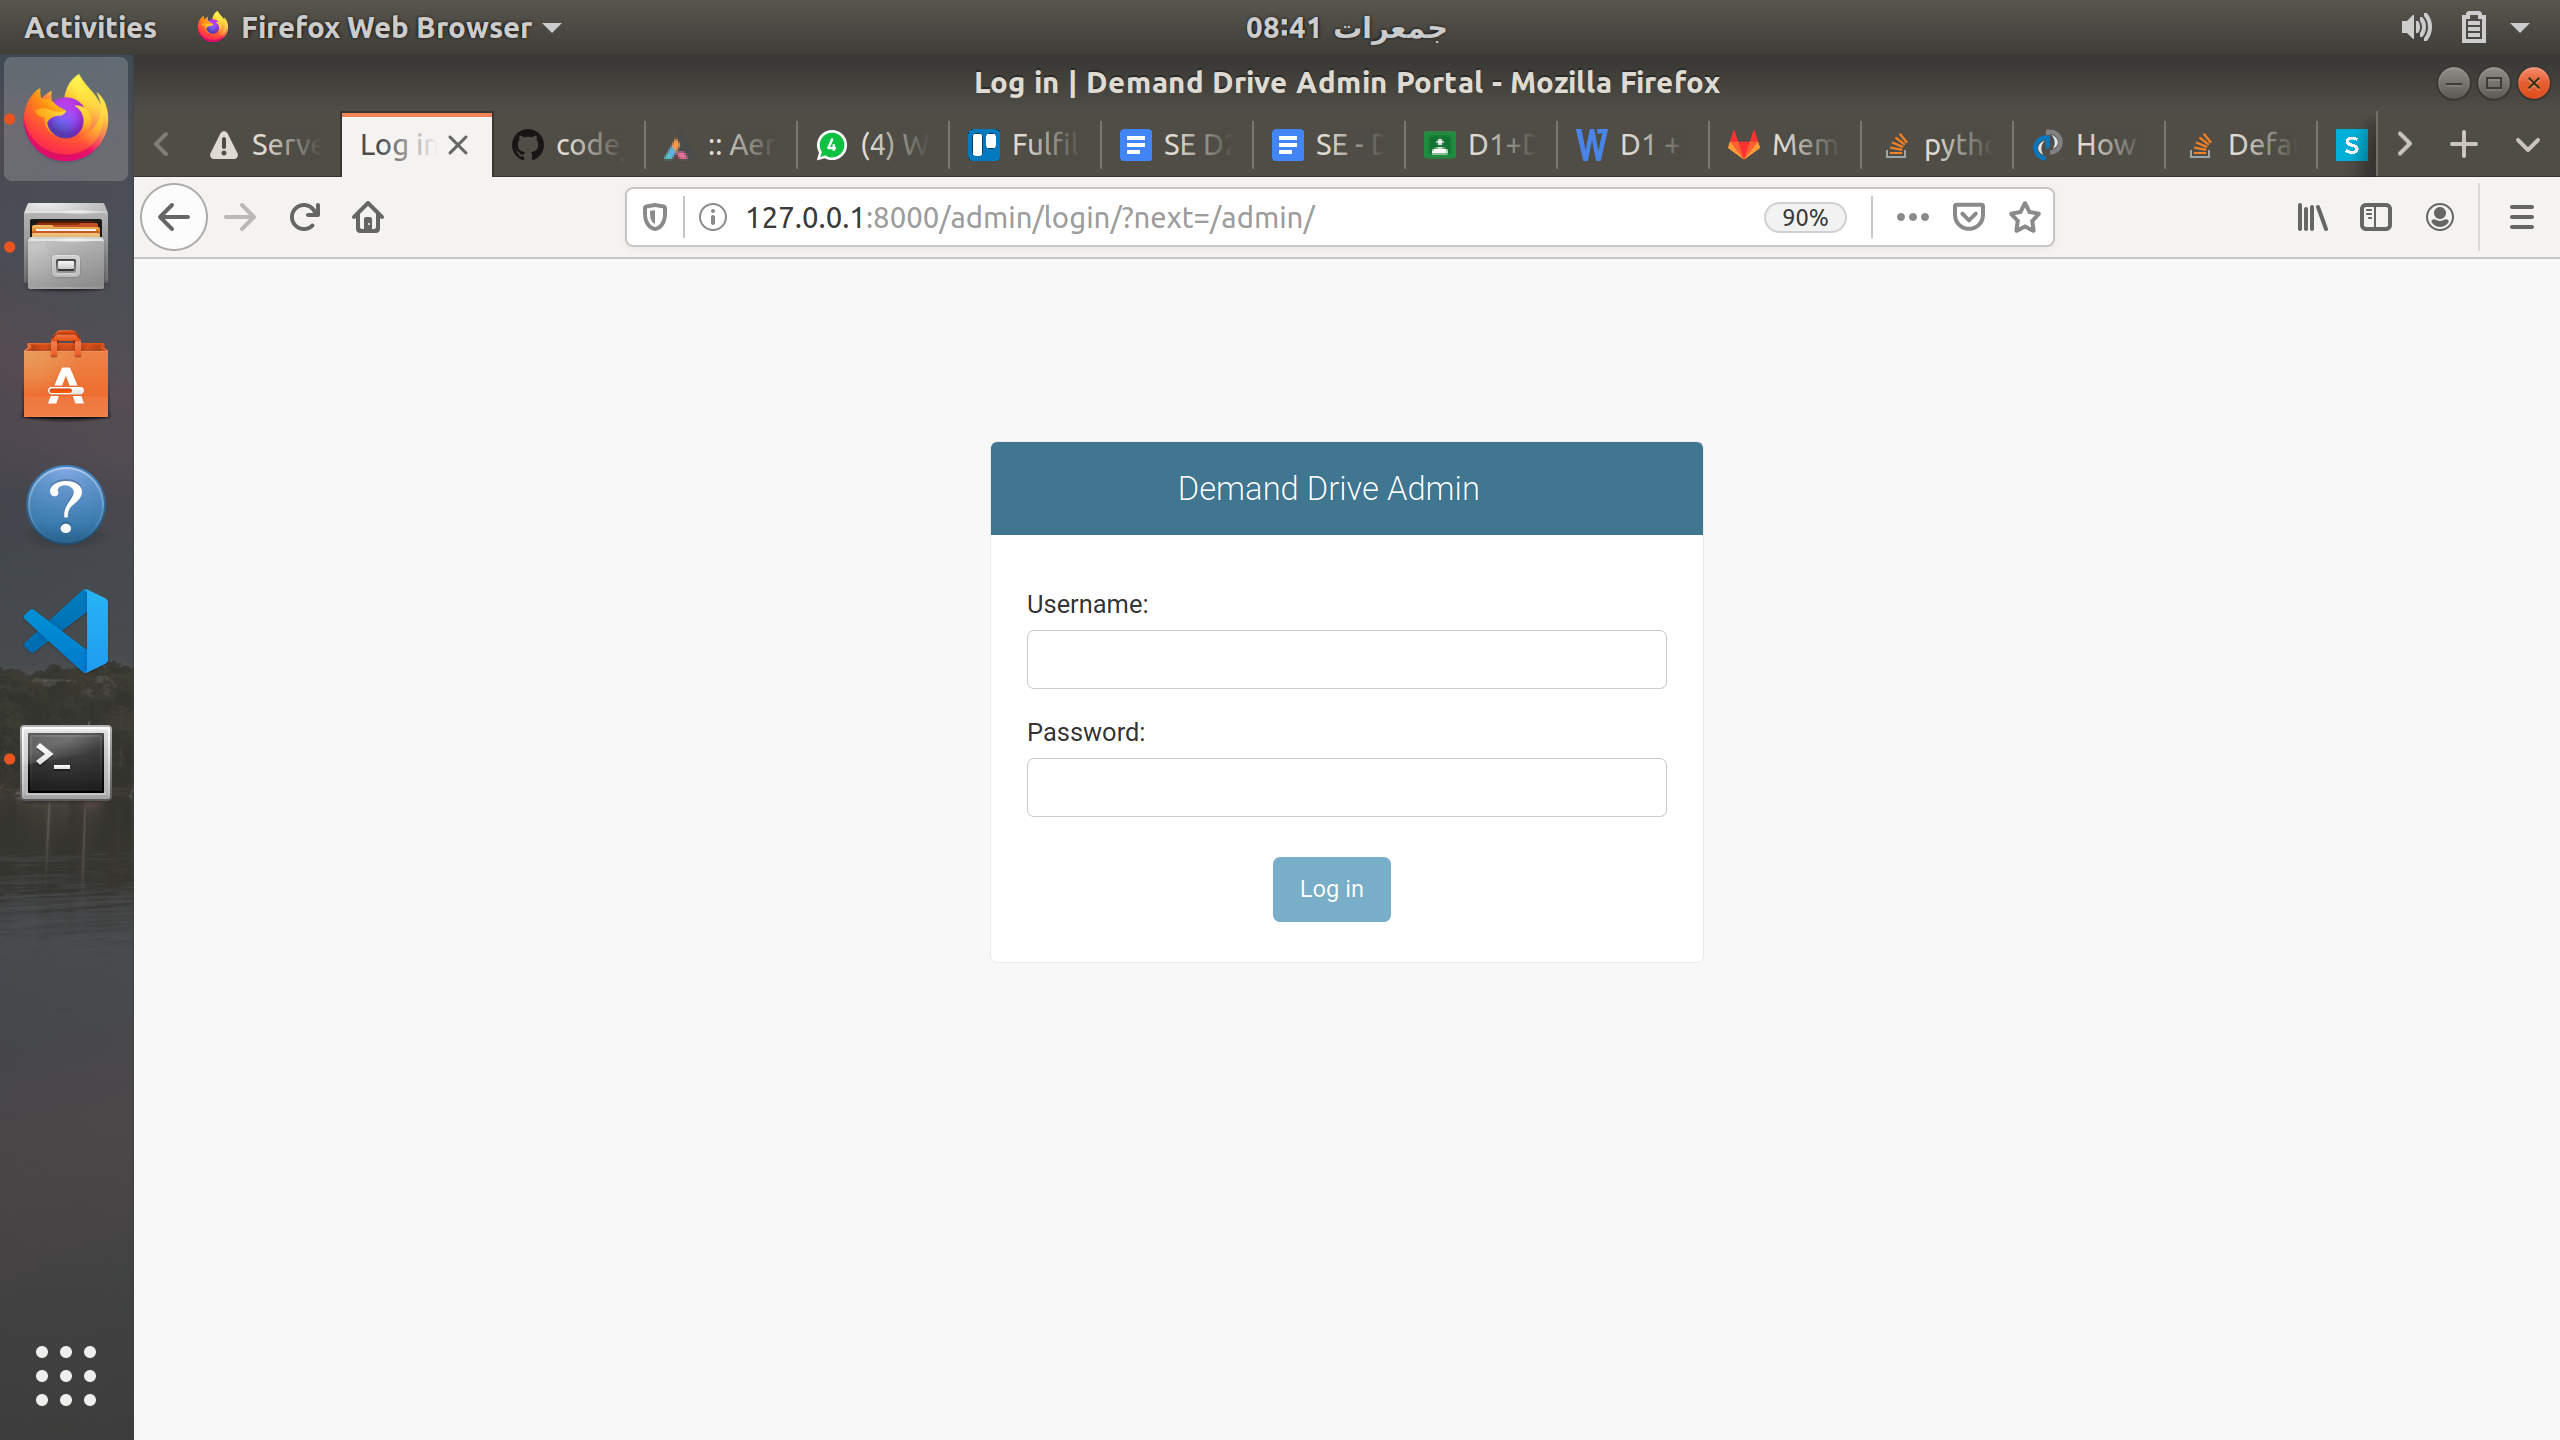 Activities
Firefox Web Browser
جمعرات 08:41
Log in | Demand Drive Admin Portal - Mozilla Firefox
Serve
Log in
code
:: Aer
4
(4) W
Fulfil
SE D2
SE - D
D1+D
D1 +
Mem
pytho
How
Defa
S
127.0.0.1:8000/admin/login/?next=/admin/
90%
Demand Drive Admin
Username:
Password:
Log in